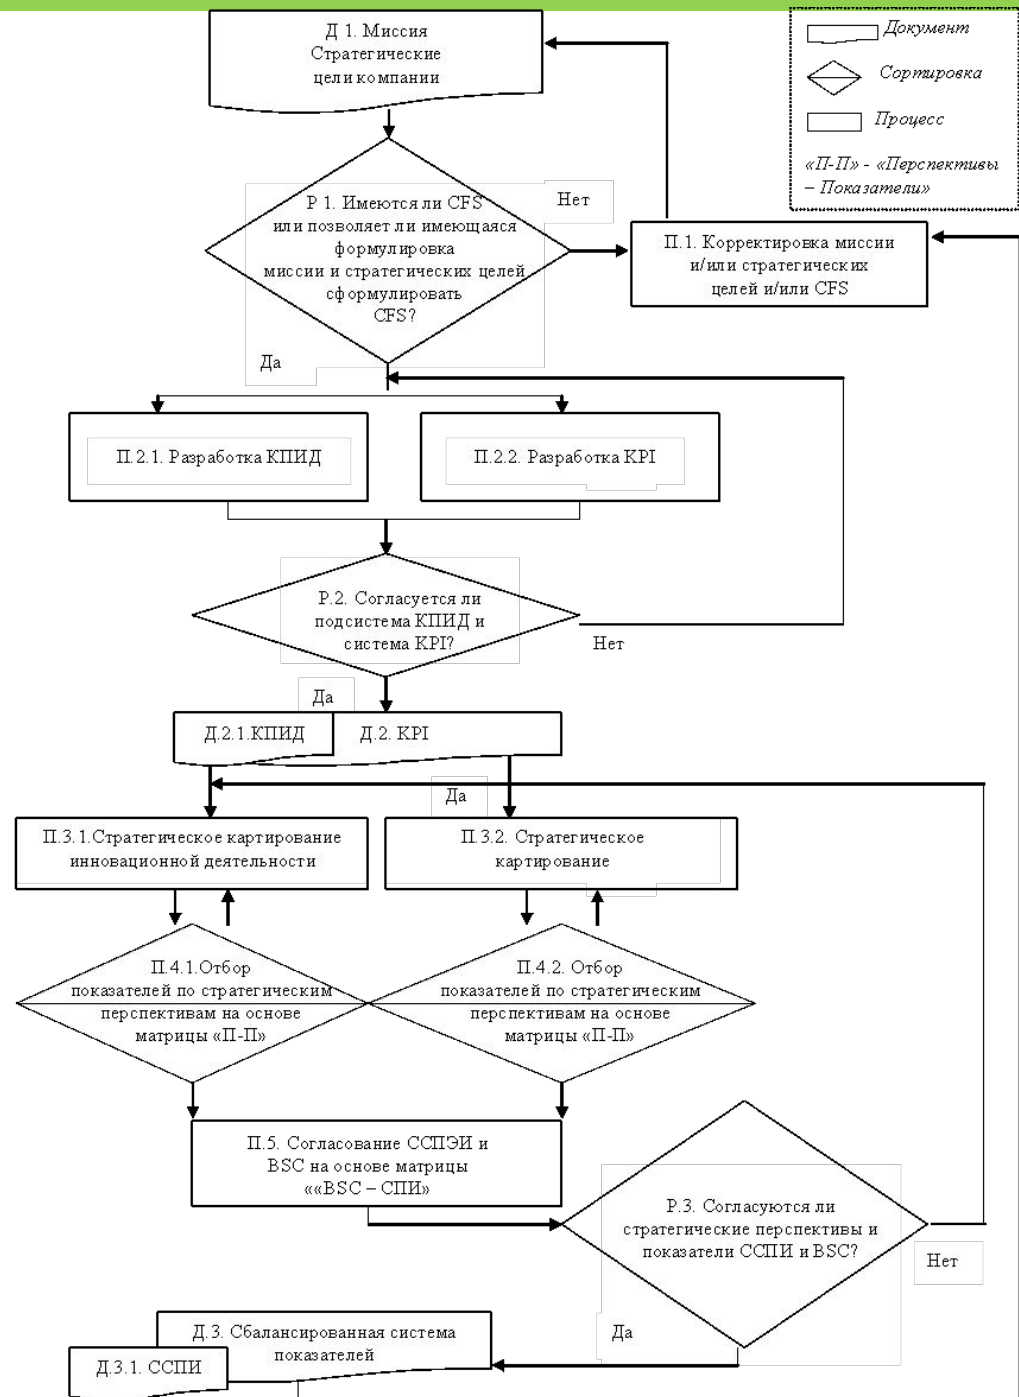 Д 1. Миссия
Стратегические
цели компании
Документ
Сортировка
Процесс
«П-П» - «Перспективы
– Показатели»
Р 1. Имеются ли CFS
или позволяет ли имеющаяся
формулировка
миссии и стратегических целей
сформулировать
CFS?
Нет
П.1. Корректировка миссии
и/или стратегических
целей и/или CFS
Да
П.2.1. Разработка КПИД
П.2.2. Разработка KPI
Р.2. Согласуется ли
подсистема КПИД и
система KPI?
Нет
Да
Д.2.1.КПИД
Д.2. KPI
Да
П.3.1.Стратегическое картирование
инновационной деятельности
П.3.2. Стратегическое
картирование
П.4.1.Отбор
показателей по стратегическим
перспективам на основе
матрицы «П-П»
П.4.2. Отбор
показателей по стратегическим
перспективам на основе
матрицы «П-П»
П.5. Согласование ССПЭИ и
BSC на основе матрицы
««BSC – СПИ»
Р.3. Согласуются ли
стратегические перспективы и
показатели ССПИ и BSC?
Нет
Да
Д.3. Сбалансированная система
показателей
Д.3.1. ССПИ